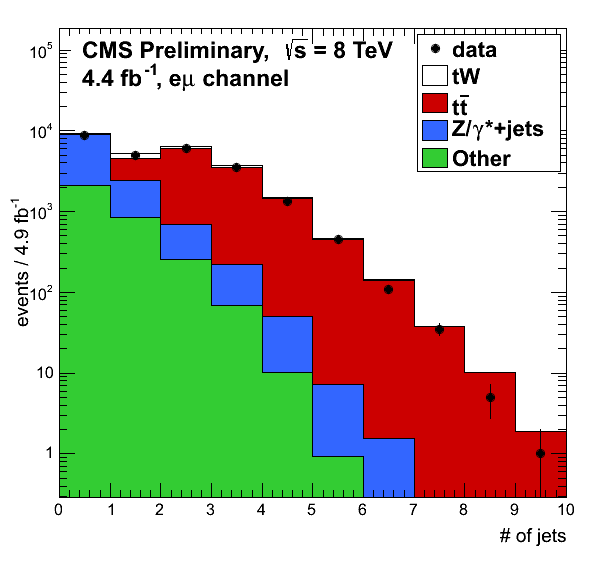 CMS Preliminary, √s = 8 TeV
4.4 fb⁻¹, eμ channel
data
tW
tt̄
Z/γ*+jets
Other
events / 4.9 fb⁻¹
10⁵
10⁴
10³
10²
10
1
0 1 2 3 4 5 6 7 8 9 10
# of jets